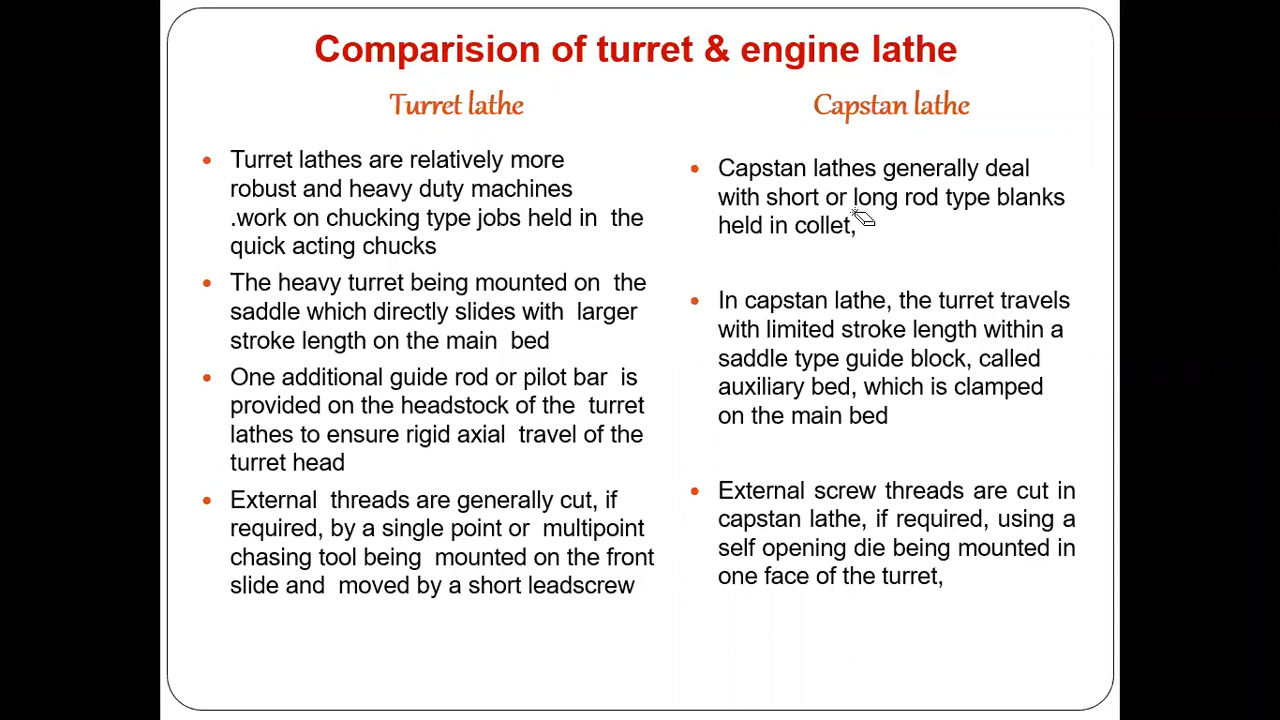 Comparision of turret & engine lathe
Turret lathe
• Turret lathes are relatively more
robust and heavy duty machines
.work on chucking type jobs held in the
quick acting chucks
• The heavy turret being mounted on the
saddle which directly slides with larger
stroke length on the main bed
• One additional guide rod or pilot bar is
provided on the headstock of the turret
lathes to ensure rigid axial travel of the
turret head
• External threads are generally cut, if
required, by a single point or multipoint
chasing tool being mounted on the front
slide and moved by a short leadscrew
Capstan lathe
• Capstan lathes generally deal
with short or long rod type blanks
held in collet,
• In capstan lathe, the turret travels
with limited stroke length within a
saddle type guide block, called
auxiliary bed, which is clamped
on the main bed
• External screw threads are cut in
capstan lathe, if required, using a
self opening die being mounted in
one face of the turret,